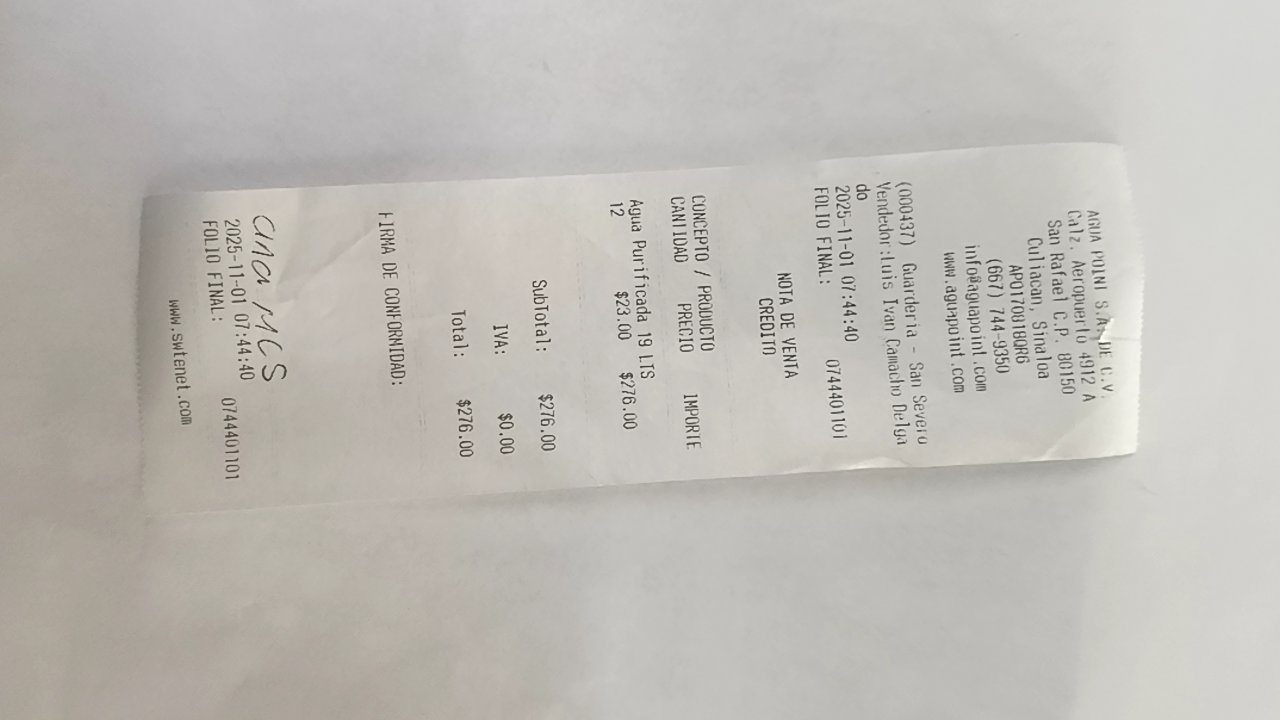 AGUA POINT S.A. DE C.V.
Calz. Aeropuerto 4912 A
San Rafael C.P. 80150
Culiacan, Sinaloa
APO170818QR6
(667) 744-9350
info@aguapoint.com
www.aguapoint.com
(000437) Guarderia - San Severo
Vendedor:Luis Ivan Camacho Delga
do
2025-11-01 07:44:40
FOLIO FINAL: 0744401101
NOTA DE VENTA
CREDITO
CONCEPTO / PRODUCTO
CANTIDAD PRECIO IMPORTE
Agua Purificada 19 LTS
12 $23.00 $276.00
SubTotal: $276.00
IVA: $0.00
Total: $276.00
FIRMA DE CONFORMIDAD:
ana MCS
2025-11-01 07:44:40
FOLIO FINAL: 0744401101
www.swtenet.com